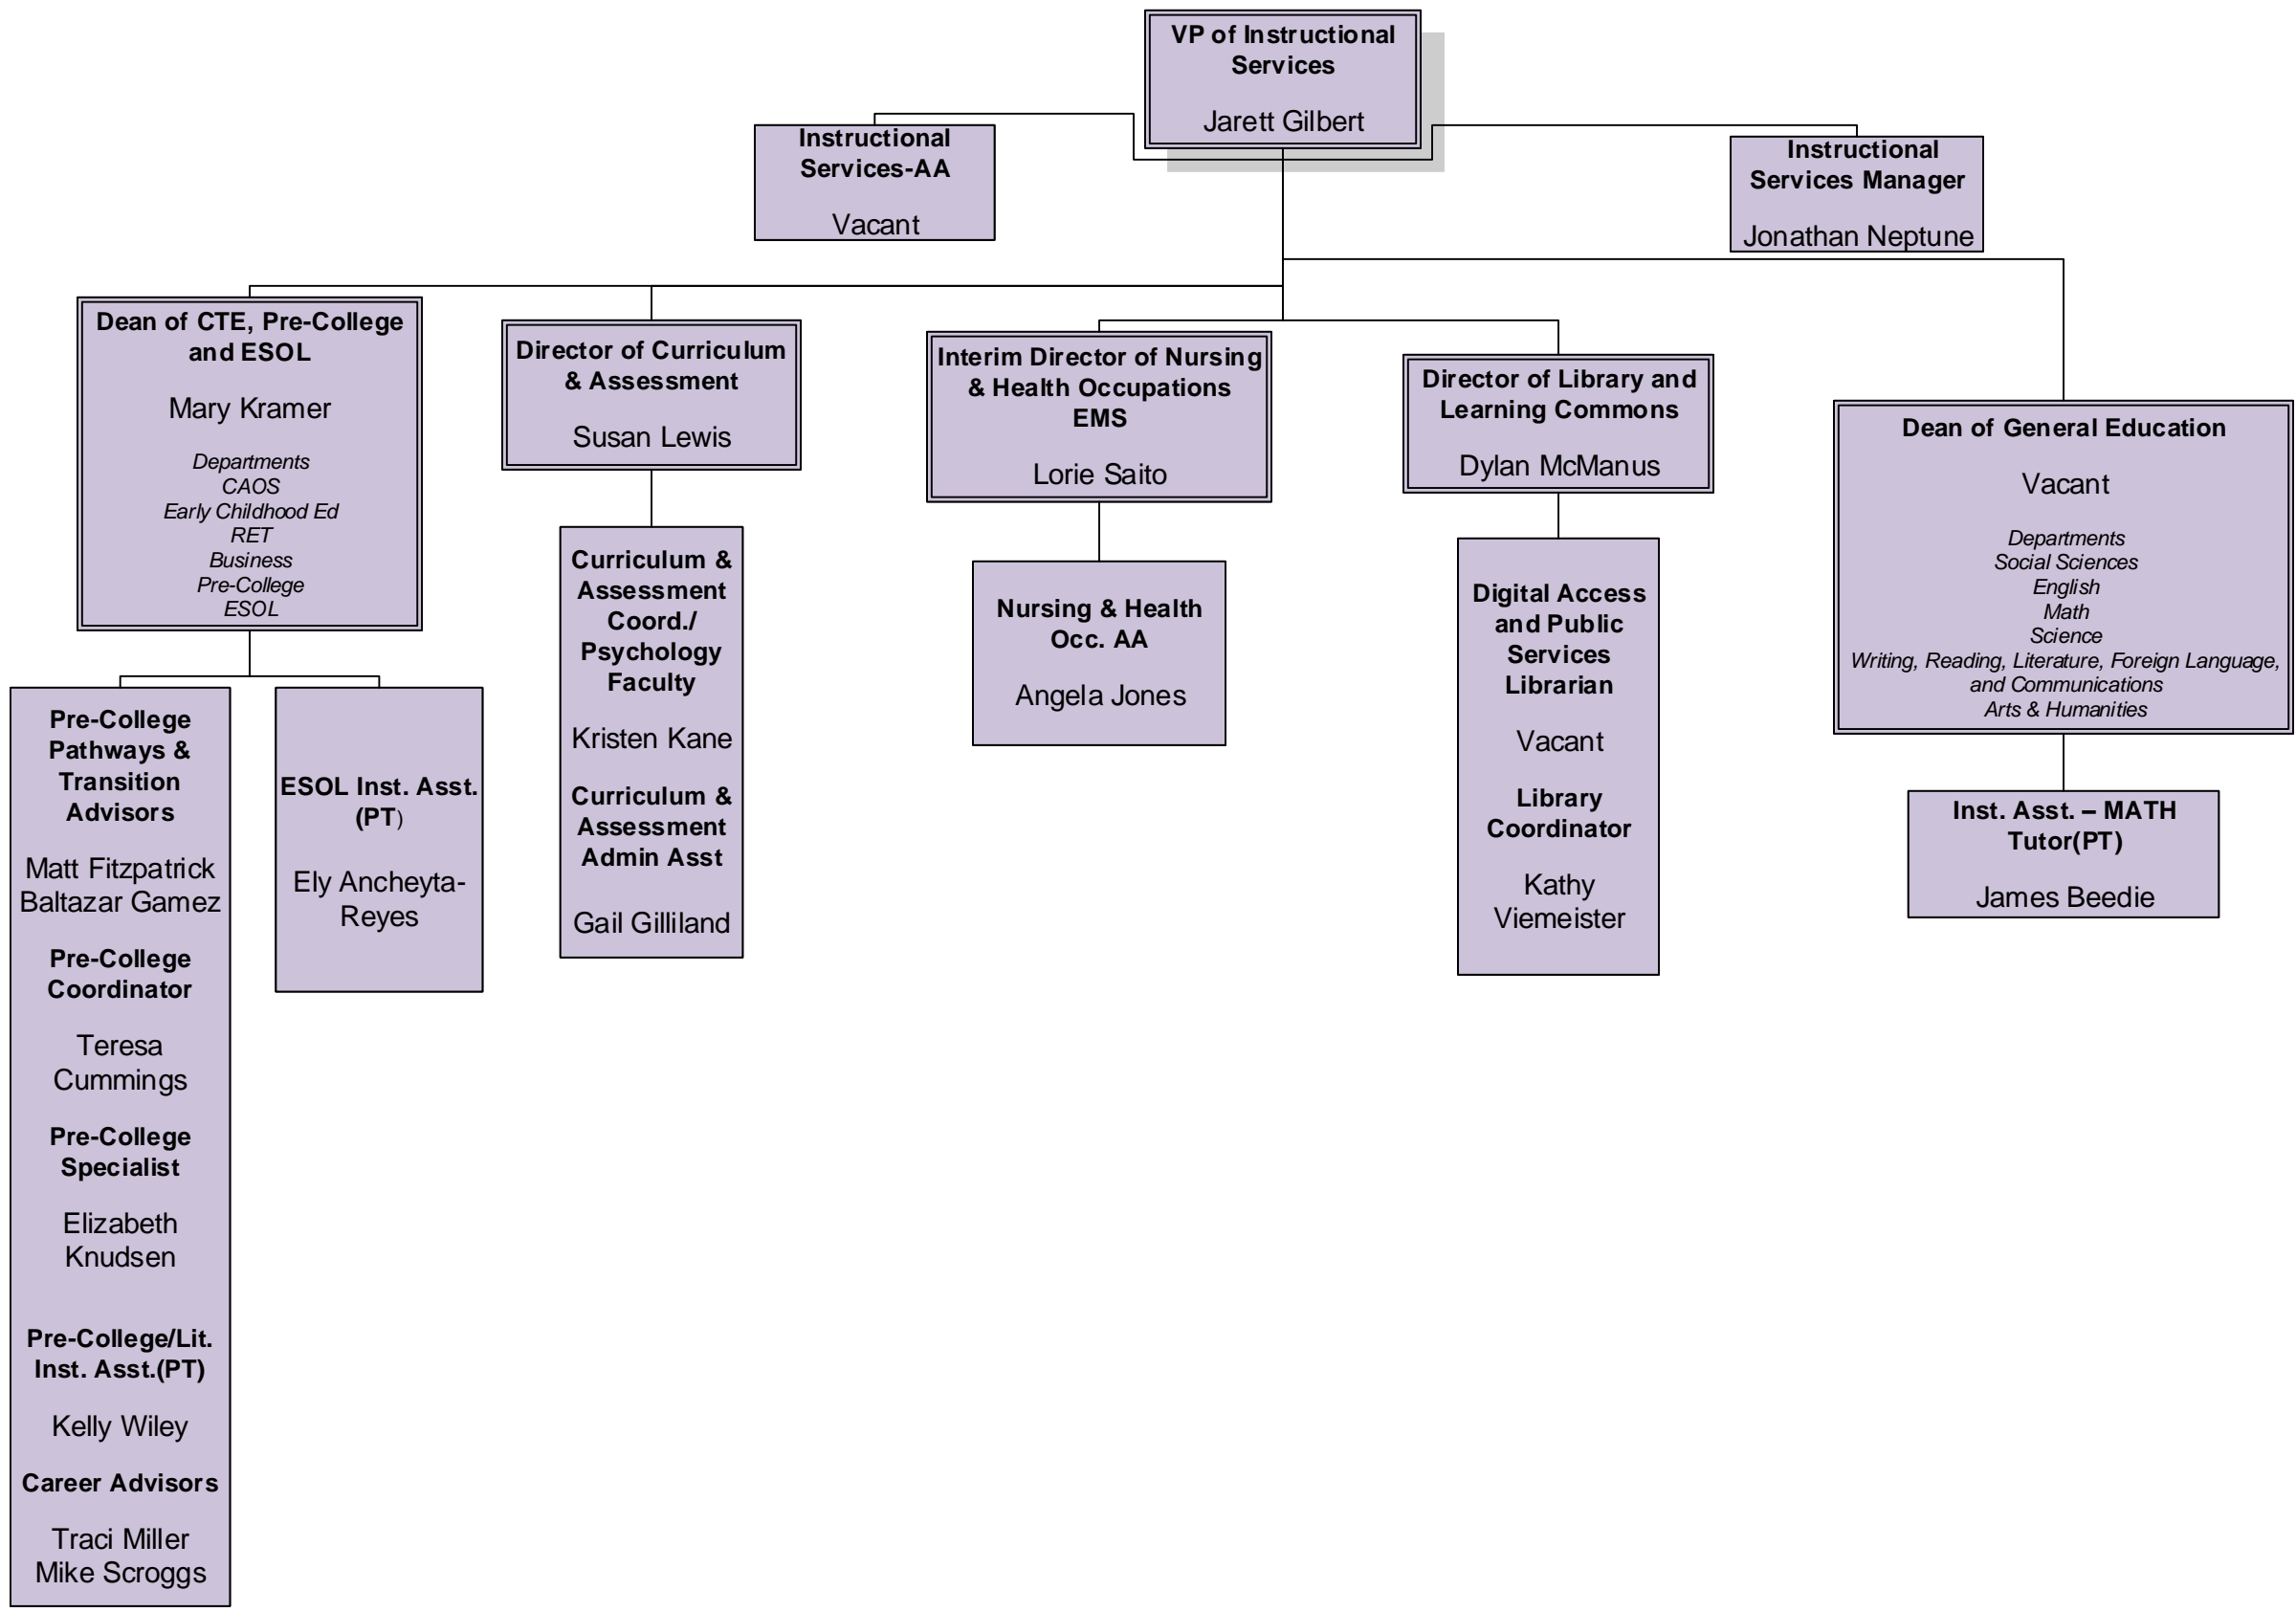 VP of Instructional
Services
Jarett Gilbert
Instructional
Services-AA
Vacant
Instructional
Services Manager
Jonathan Neptune
Dean of CTE, Pre-College
and ESOL
Mary Kramer
Departments
CAOS
Early Childhood Ed
RET
Business
Pre-College
ESOL
Director of Curriculum
& Assessment
Susan Lewis
Interim Director of Nursing
& Health Occupations
EMS
Lorie Saito
Director of Library and
Learning Commons
Dylan McManus
Dean of General Education
Vacant
Departments
Social Sciences
English
Math
Science
Writing, Reading, Literature, Foreign Language,
and Communications
Arts & Humanities
Pre-College
Pathways &
Transition
Advisors
Matt Fitzpatrick
Baltazar Gamez
Pre-College
Coordinator
Teresa
Cummings
Pre-College
Specialist
Elizabeth
Knudsen
Pre-College/Lit.
Inst. Asst.(PT)
Kelly Wiley
Career Advisors
Traci Miller
Mike Scroggs
ESOL Inst. Asst.
(PT)
Ely Ancheyta-
Reyes
Curriculum &
Assessment
Coord./
Psychology
Faculty
Kristen Kane
Curriculum &
Assessment
Admin Asst
Gail Gilliland
Nursing & Health
Occ. AA
Angela Jones
Digital Access
and Public
Services
Librarian
Vacant
Library
Coordinator
Kathy
Viemeister
Inst. Asst. – MATH
Tutor(PT)
James Beedie